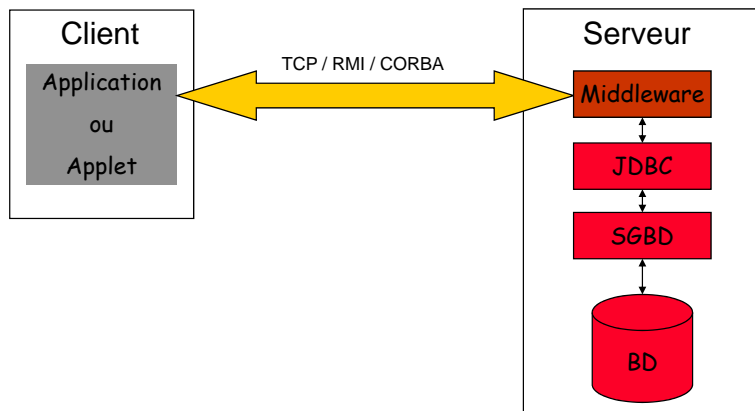 Client
Application
ou
Applet
TCP / RMI / CORBA
Serveur
Middleware
JDBC
SGBD
BD